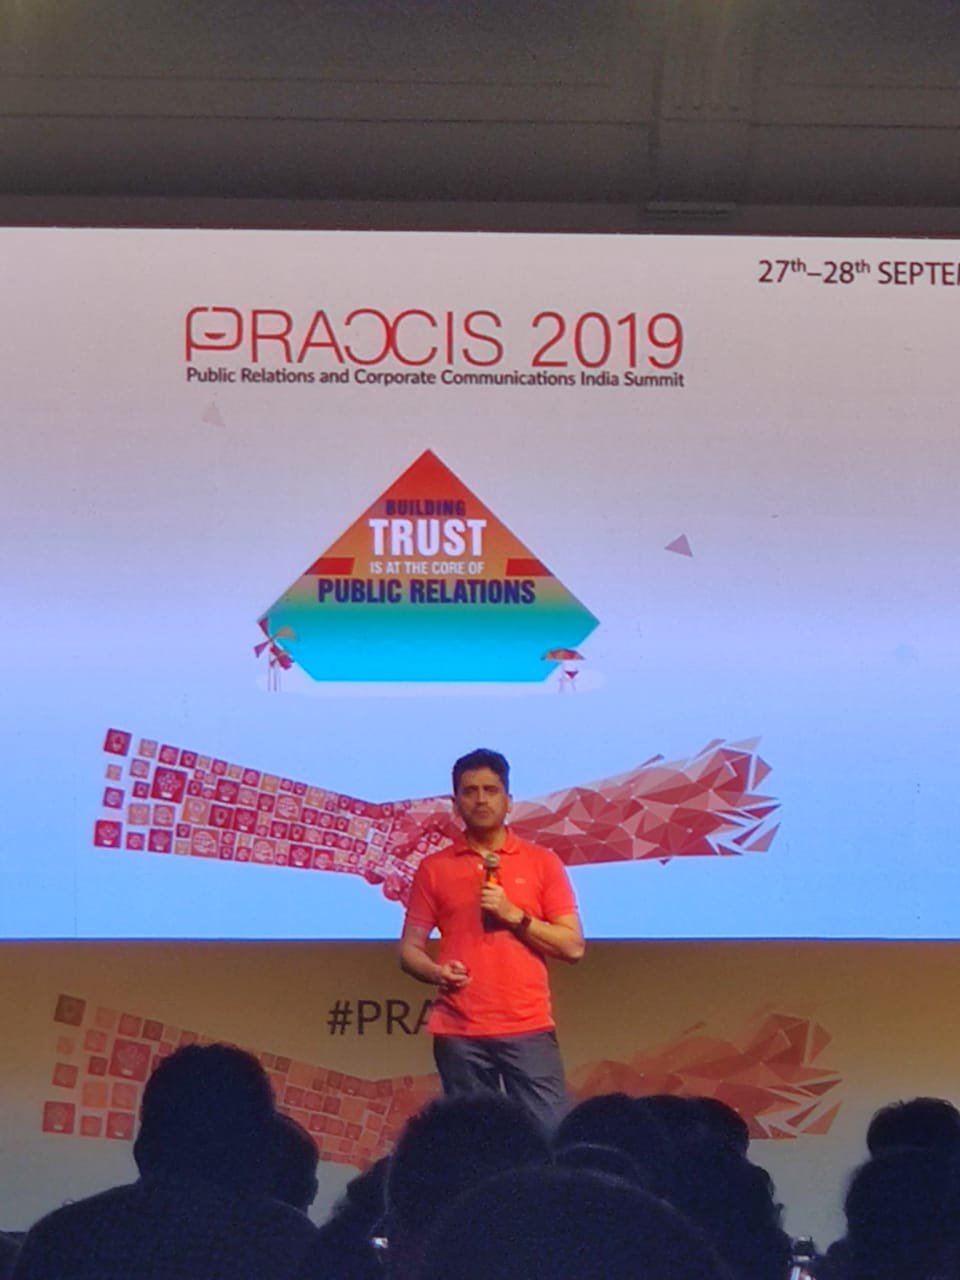 27th–28th SEPTE
PRAXIS 2019
Public Relations and Corporate Communications India Summit
BUILDING
TRUST
IS AT THE CORE OF
PUBLIC RELATIONS
#PRA